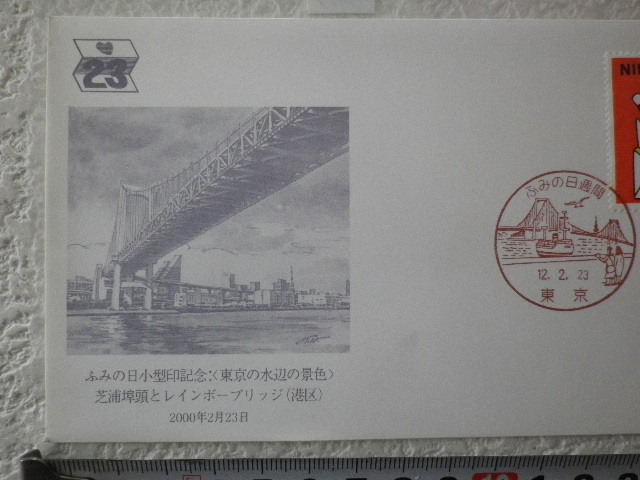 23
NI
ふみの日週間
12.2.23
東京
ふみの日小型印記念:〈東京の水辺の景色〉
芝浦埠頭とレインボーブリッジ(港区)
2000年2月23日